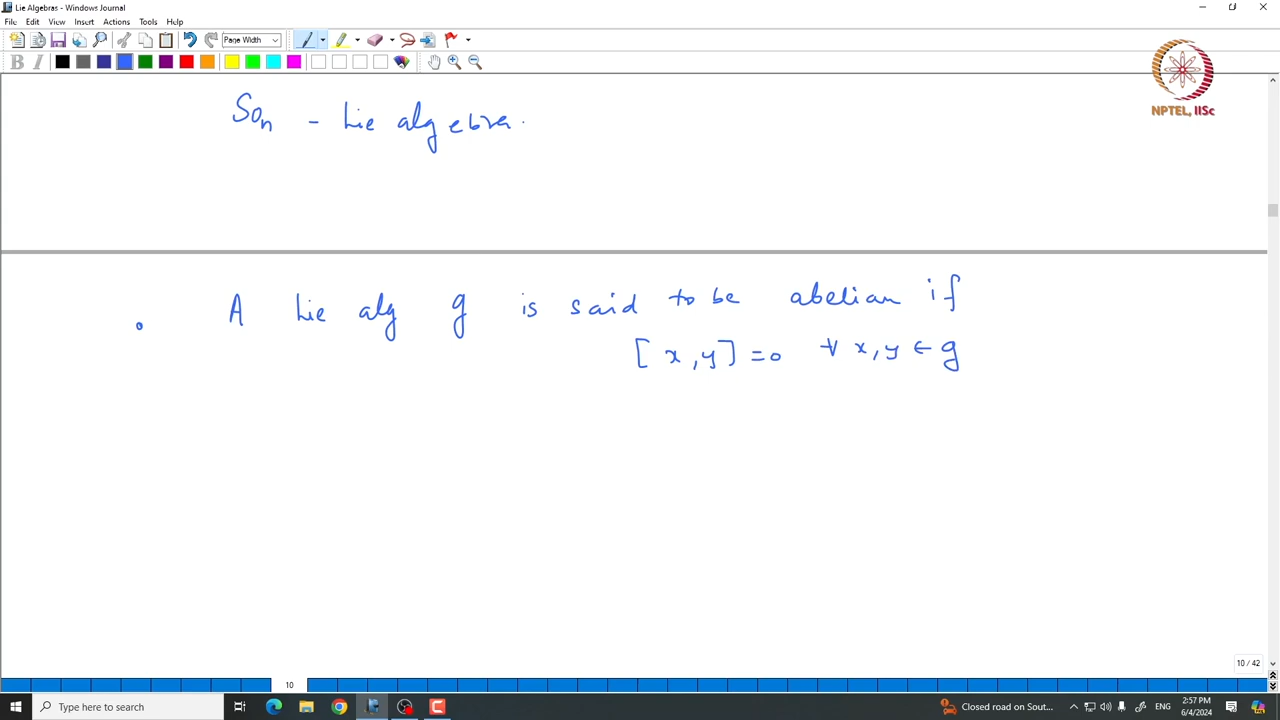 Lie Algebras - Windows Journal
File Edit View Insert Actions Tools Help
Page Width
NPTEL, IISc
SOn - Lie algebra.
A Lie alg g is said to be abelian if
[x,y]=0 ∀ x,y ∈ g
10 / 42
10
Type here to search
Closed road on Sout...
ENG
2:57 PM
6/4/2024